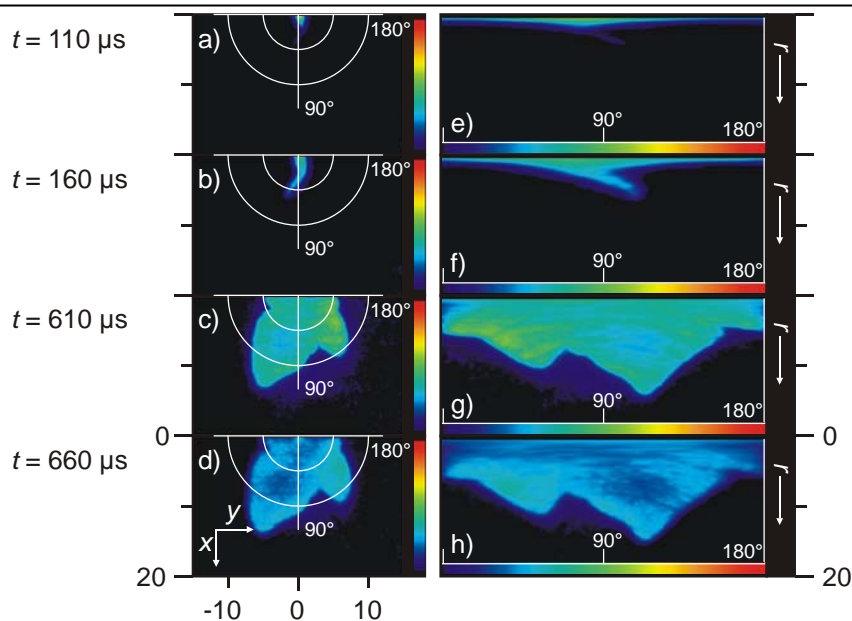 t = 110 µs
a)
180°
90°
e)
90°
180°
r
t = 160 µs
b)
180°
90°
f)
90°
180°
r
t = 610 µs
c)
180°
90°
g)
90°
180°
r
0
0
t = 660 µs
d)
180°
90°
y
x
h)
90°
180°
r
20
20
-10
0
10